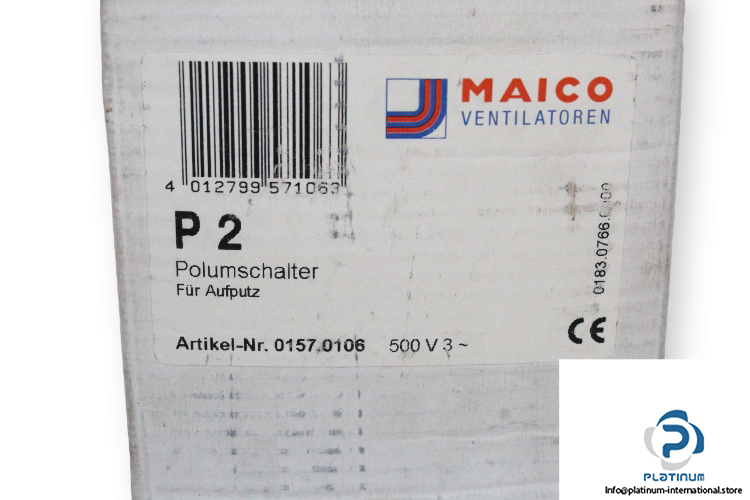 MAICO
VENTILATOREN
4 012799 571063
P 2
Polumschalter
Für Aufputz
Artikel-Nr. 0157.0106 500 V 3 ~
CE
PLATINUM
Info@platinum-international.store